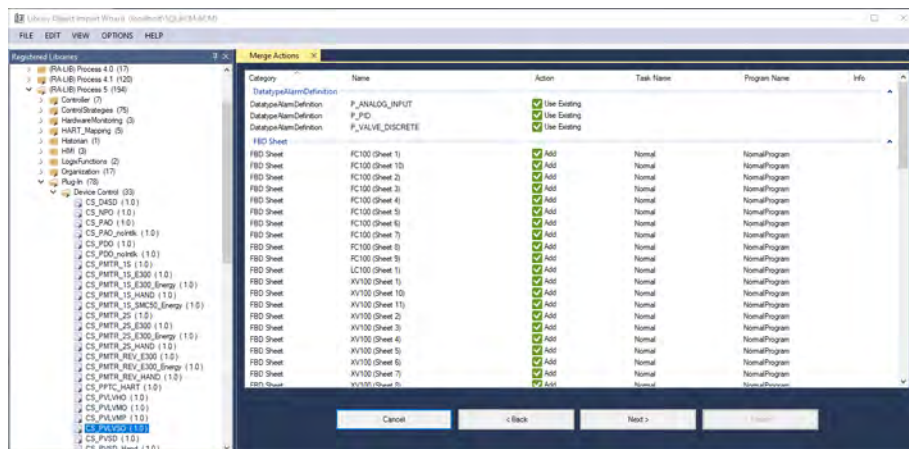 Library Object Import Wizard
FILE EDIT VIEW OPTIONS HELP
Registered Libraries
(RA-LIB) Process 4.0 (17)
(RA-LIB) Process 4.1 (120)
(RA-LIB) Process 5 (194)
Controller (7)
ControlStrategies (75)
HardwareMonitoring (3)
HART_Mapping (5)
Historian (1)
HMI (3)
LogixFunctions (2)
Organization (17)
Plug-In (78)
Device Control (33)
CS_D4SD (1.0)
CS_NPO (1.0)
CS_PAO (1.0)
CS_PAO_noIntlk (1.0)
CS_PDO (1.0)
CS_PDO_noIntlk (1.0)
CS_PMTR_1S (1.0)
CS_PMTR_1S_E300 (1.0)
CS_PMTR_1S_E300_Energy (1.0)
CS_PMTR_1S_HAND (1.0)
CS_PMTR_1S_SMC50_Energy (1.0)
CS_PMTR_2S (1.0)
CS_PMTR_2S_E300 (1.0)
CS_PMTR_2S_E300_Energy (1.0)
CS_PMTR_2S_HAND (1.0)
CS_PMTR_REV_E300 (1.0)
CS_PMTR_REV_E300_Energy (1.0)
CS_PMTR_REV_HAND (1.0)
CS_PPTC_HART (1.0)
CS_PVLVHO (1.0)
CS_PVLVMO (1.0)
CS_PVLVMP (1.0)
CS_PVLVSO (1.0)
CS_PVSD (1.0)
CS_PVSD_Hand (1.0)
Merge Actions ×
Category Name Action Task Name Program Name Info
DatatypeAlarmDefinition
DatatypeAlarmDefinition P_ANALOG_INPUT Use Existing
DatatypeAlarmDefinition P_PID Use Existing
DatatypeAlarmDefinition P_VALVE_DISCRETE Use Existing
FBD Sheet
FBD Sheet FC100 (Sheet 1) Add Normal NormalProgram
FBD Sheet FC100 (Sheet 10) Add Normal NormalProgram
FBD Sheet FC100 (Sheet 2) Add Normal NormalProgram
FBD Sheet FC100 (Sheet 3) Add Normal NormalProgram
FBD Sheet FC100 (Sheet 4) Add Normal NormalProgram
FBD Sheet FC100 (Sheet 5) Add Normal NormalProgram
FBD Sheet FC100 (Sheet 6) Add Normal NormalProgram
FBD Sheet FC100 (Sheet 7) Add Normal NormalProgram
FBD Sheet FC100 (Sheet 8) Add Normal NormalProgram
FBD Sheet FC100 (Sheet 9) Add Normal NormalProgram
FBD Sheet LC100 (Sheet 1) Add Normal NormalProgram
FBD Sheet XV100 (Sheet 1) Add Normal NormalProgram
FBD Sheet XV100 (Sheet 10) Add Normal NormalProgram
FBD Sheet XV100 (Sheet 11) Add Normal NormalProgram
FBD Sheet XV100 (Sheet 2) Add Normal NormalProgram
FBD Sheet XV100 (Sheet 3) Add Normal NormalProgram
FBD Sheet XV100 (Sheet 4) Add Normal NormalProgram
FBD Sheet XV100 (Sheet 5) Add Normal NormalProgram
FBD Sheet XV100 (Sheet 6) Add Normal NormalProgram
FBD Sheet XV100 (Sheet 7) Add Normal NormalProgram
FBD Sheet XV100 (Sheet 8) Add Normal NormalProgram
Cancel < Back Next >